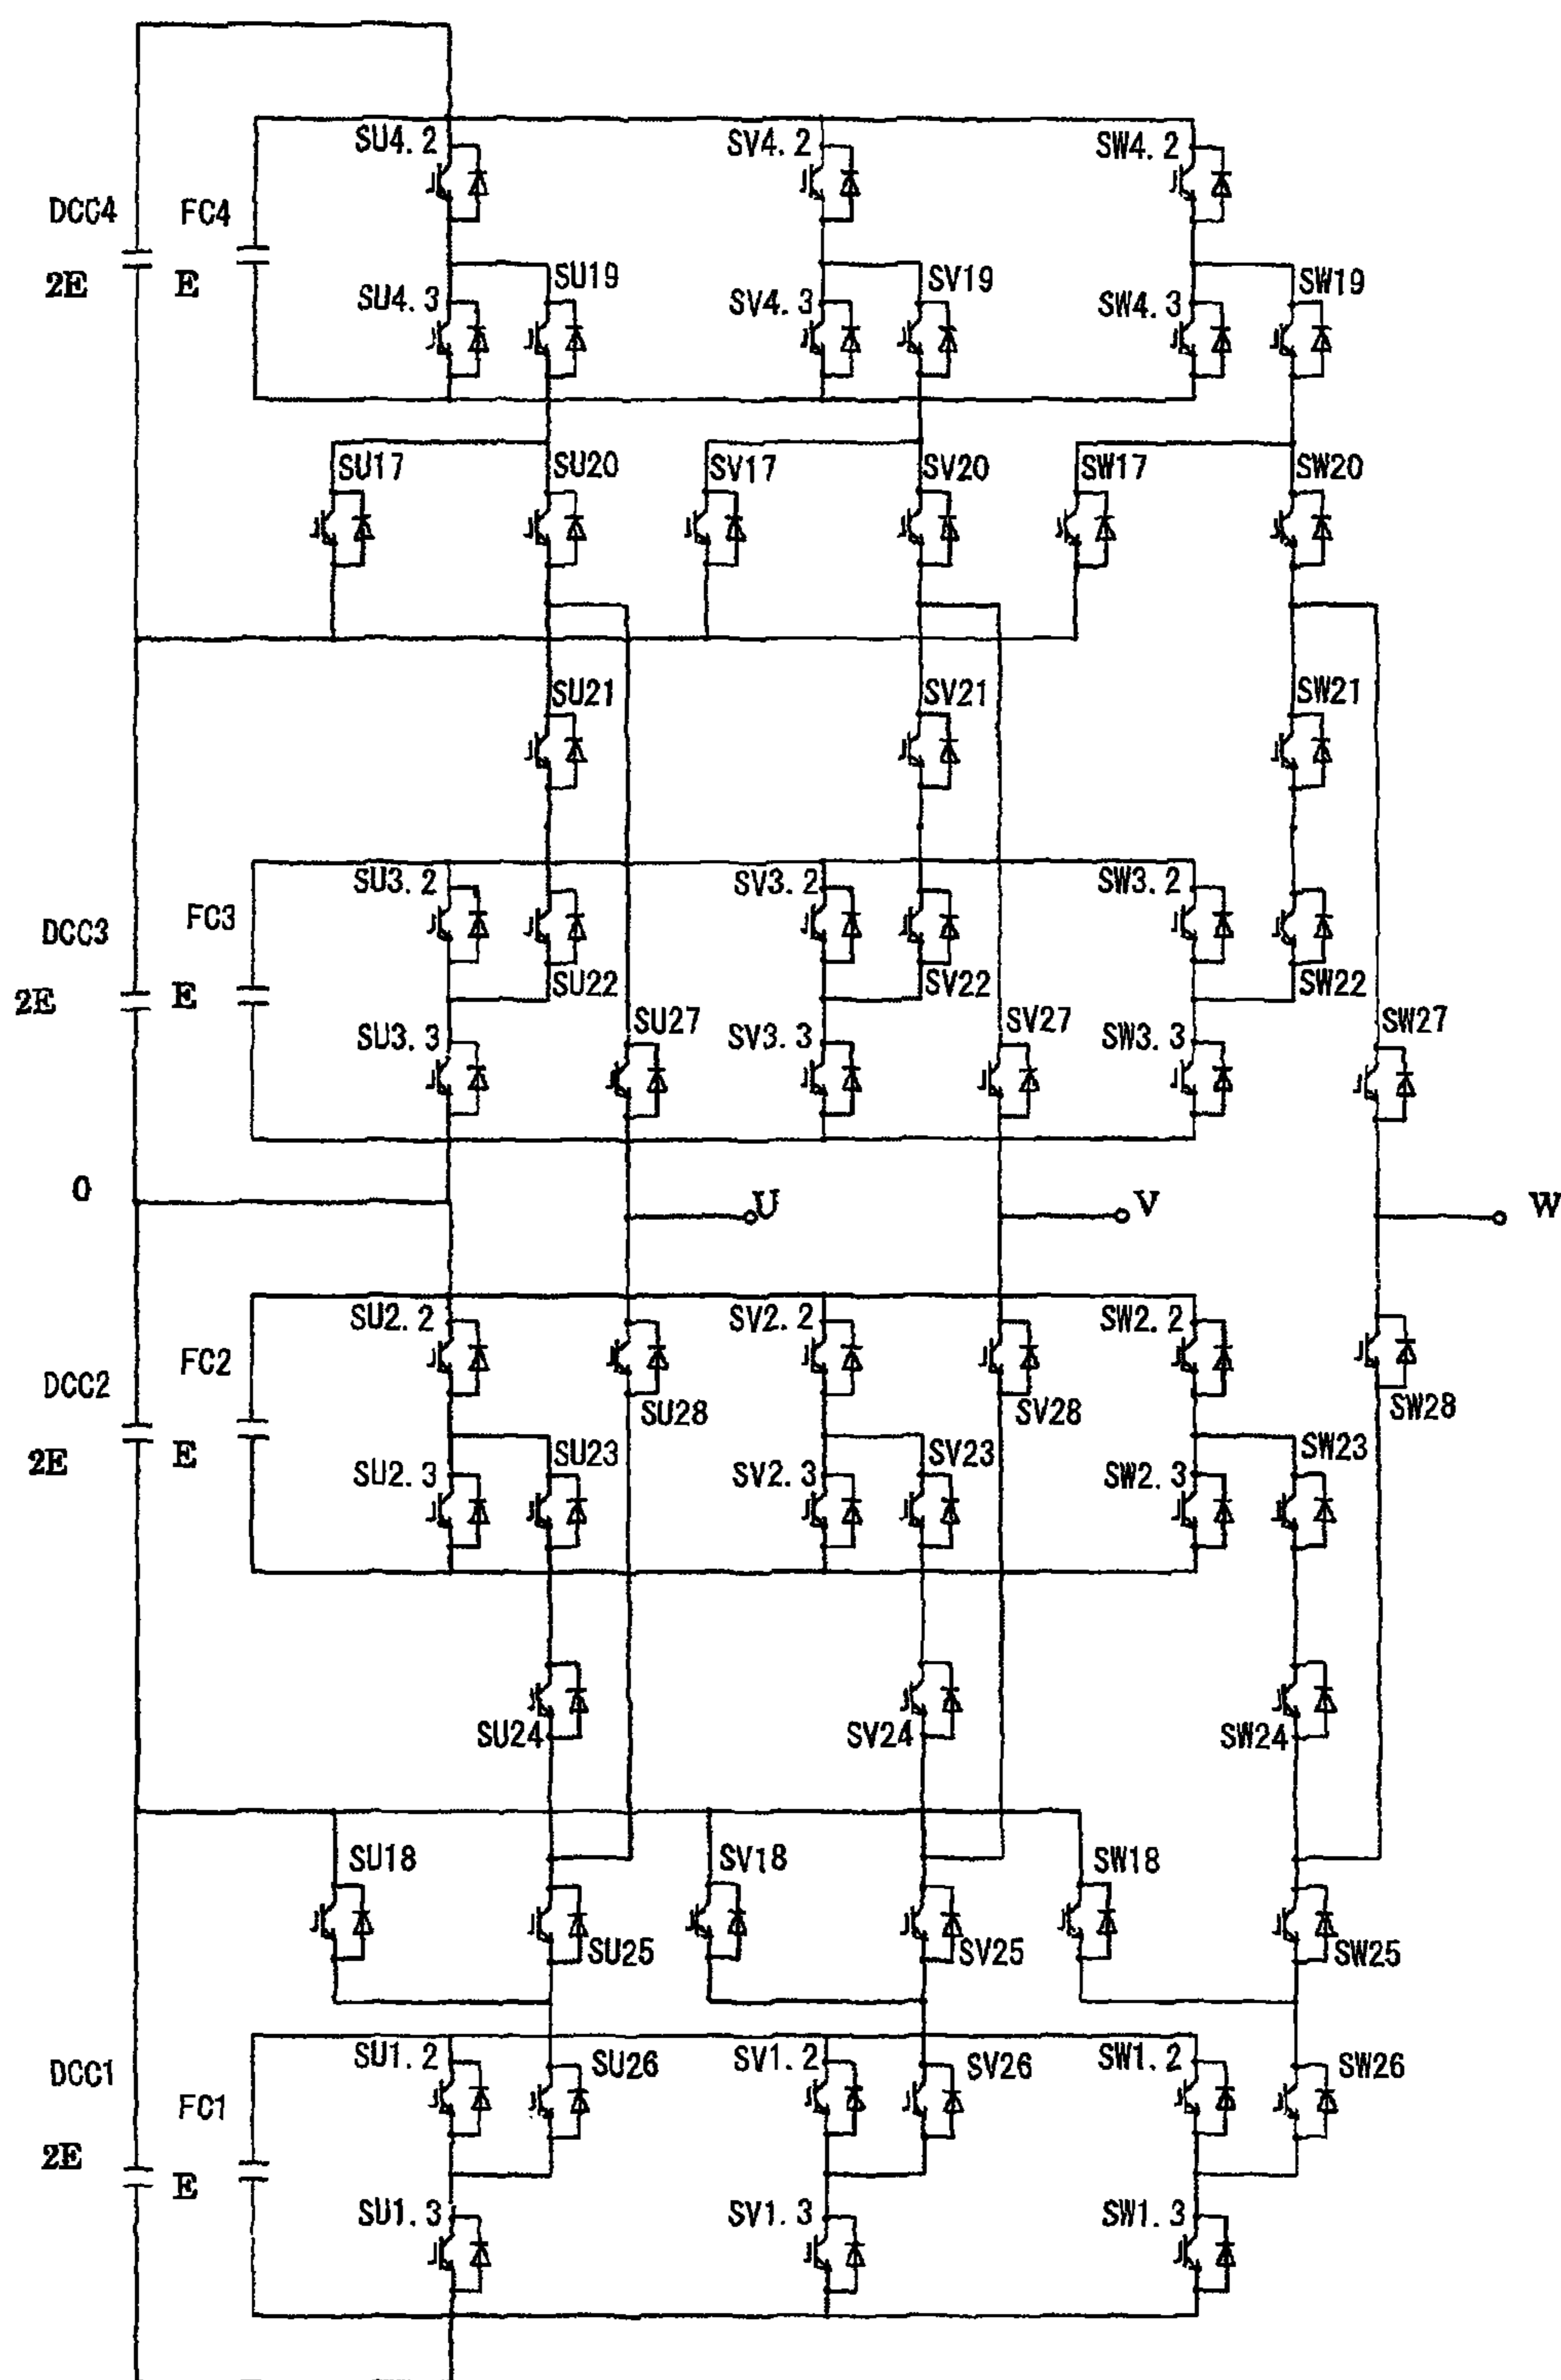 SU4. 2
SV4. 2
SW4. 2
DCC4
FC4
2E
E
SU19
SV19
SW19
SU4. 3
SV4. 3
SW4. 3
SU17
SU20
SV17
SV20
SW17
SW20
SU21
SV21
SW21
SU3. 2
SV3. 2
SW3. 2
DCC3
FC3
2E
E
SU22
SV22
SW22
SU27
SV27
SW27
SU3. 3
SV3. 3
SW3. 3
0
U
V
W
SU2. 2
SV2. 2
SW2. 2
DCC2
FC2
2E
E
SU28
SV28
SW28
SU23
SV23
SW23
SU2. 3
SV2. 3
SW2. 3
SU24
SV24
SW24
SU18
SV18
SW18
SU25
SV25
SW25
SU1. 2
SU26
SV1. 2
SV26
SW1. 2
SW26
DCC1
FC1
2E
E
SU1. 3
SV1. 3
SW1. 3